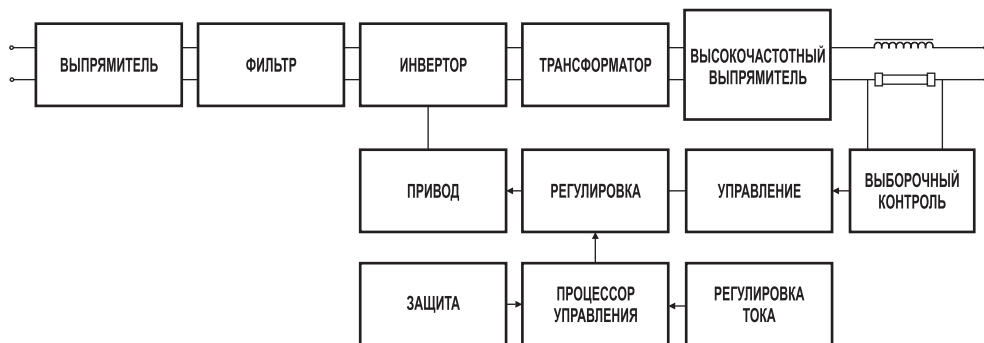 ВЫПРЯМИТЕЛЬ
ФИЛЬТР
ИНВЕРТОР
ТРАНСФОРМАТОР
ВЫСОКОЧАСТОТНЫЙ
ВЫПРЯМИТЕЛЬ
ПРИВОД
РЕГУЛИРОВКА
УПРАВЛЕНИЕ
ВЫБОРОЧНЫЙ
КОНТРОЛЬ
ЗАЩИТА
ПРОЦЕССОР
УПРАВЛЕНИЯ
РЕГУЛИРОВКА
ТОКА